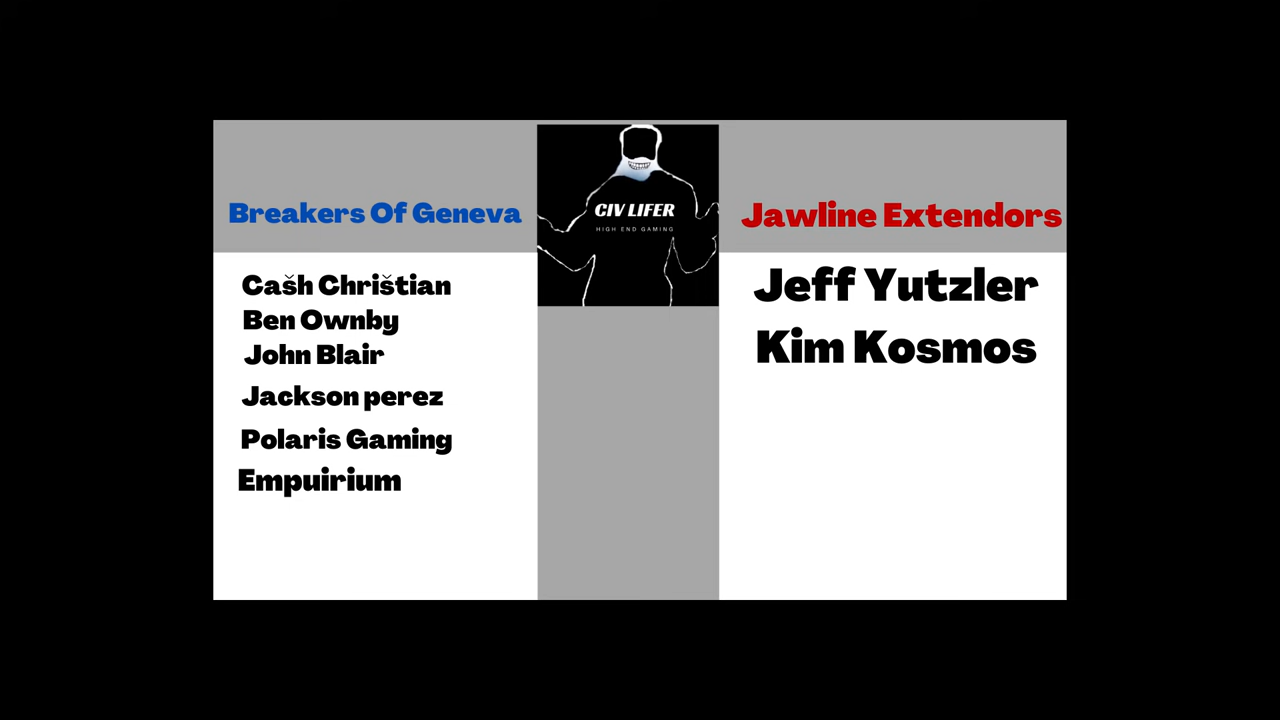 Breakers Of Geneva
Cašh Chrištian
Ben Ownby
John Blair
Jackson perez
Polaris Gaming
Empuirium
CIV LIFER
HIGH END GAMING
Jawline Extendors
Jeff Yutzler
Kim Kosmos